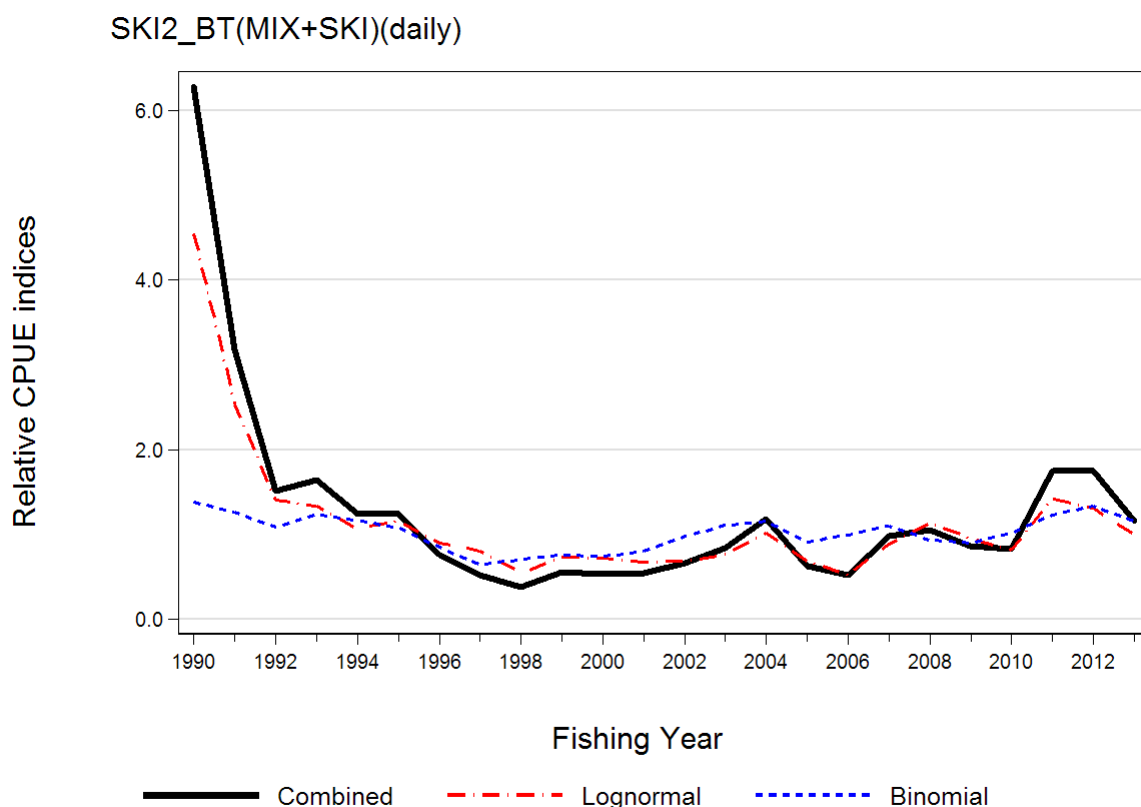 SKI2_BT(MIX+SKI)(daily)
Relative CPUE indices
6.0
4.0
2.0
0.0
1990 1992 1994 1996 1998 2000 2002 2004 2006 2008 2010 2012
Fishing Year
Combined Lognormal Binomial